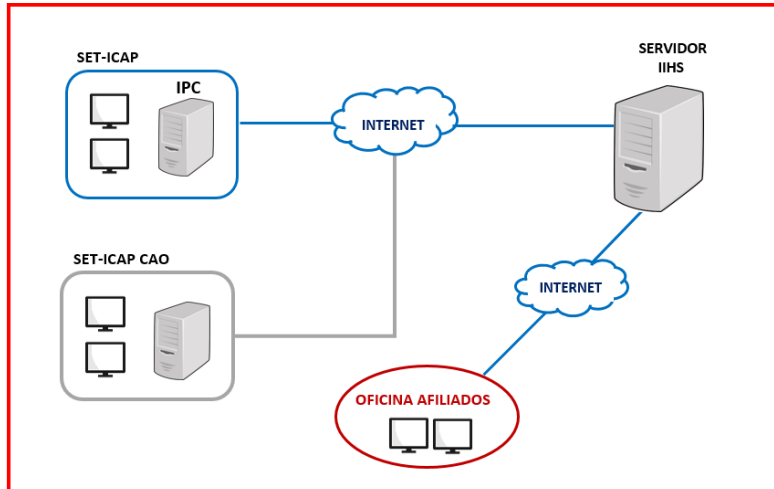 SET-ICAP
IPC
INTERNET
SERVIDOR
IIHS
SET-ICAP CAO
INTERNET
OFICINA AFILIADOS